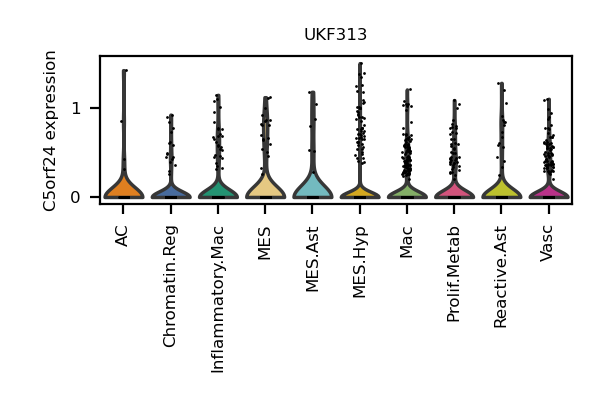 UKF313
C5orf24 expression
1
0
AC
Chromatin.Reg
Inflammatory.Mac
MES
MES.Ast
MES.Hyp
Mac
Prolif.Metab
Reactive.Ast
Vasc